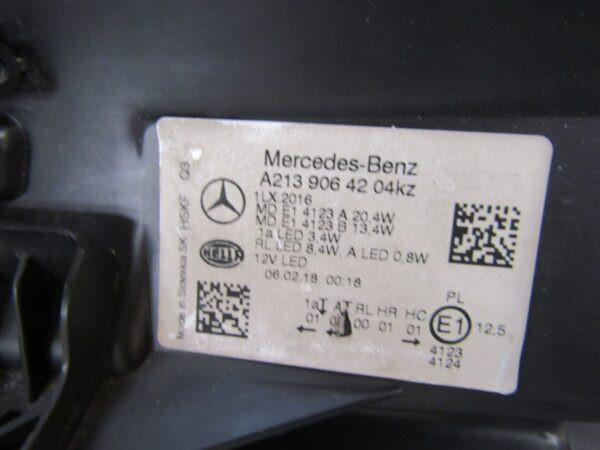 Mercedes-Benz
A213 906 42 04kz
1LX 2016
MD E1 4123 A 20,4W
MD E1 4123 B 13,4W
1a LED 3,4W
RL LED 8,4W, A LED 0,8W
12V LED
06.02.18 00:18
Made in Slovakia SK HSKF Q3
PL
1a A RL HR HC
01 00 01 01
E1
12,5
4123
4124